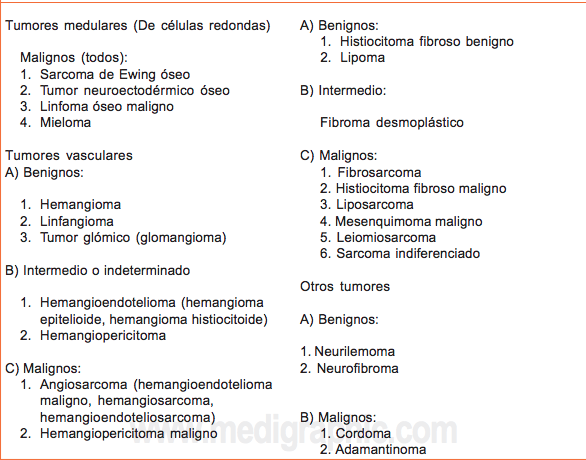 Tumores medulares (De células redondas)
Malignos (todos):
1. Sarcoma de Ewing óseo
2. Tumor neuroectodérmico óseo
3. Linfoma óseo maligno
4. Mieloma
Tumores vasculares
A) Benignos:
1. Hemangioma
2. Linfangioma
3. Tumor glómico (glomangioma)
B) Intermedio o indeterminado
1. Hemangioendotelioma (hemangioma
epitelioide, hemangioma histiocitoide)
2. Hemangiopericitoma
C) Malignos:
1. Angiosarcoma (hemangioendotelioma
maligno, hemangiosarcoma,
hemangioendoteliosarcoma)
2. Hemangiopericitoma maligno
A) Benignos:
1. Histiocitoma fibroso benigno
2. Lipoma
B) Intermedio:
Fibroma desmoplástico
C) Malignos:
1. Fibrosarcoma
2. Histiocitoma fibroso maligno
3. Liposarcoma
4. Mesenquimoma maligno
5. Leiomiosarcoma
6. Sarcoma indiferenciado
Otros tumores
A) Benignos:
1. Neurilemoma
2. Neurofibroma
B) Malignos:
1. Cordoma
2. Adamantinoma
www.medigraphic.com